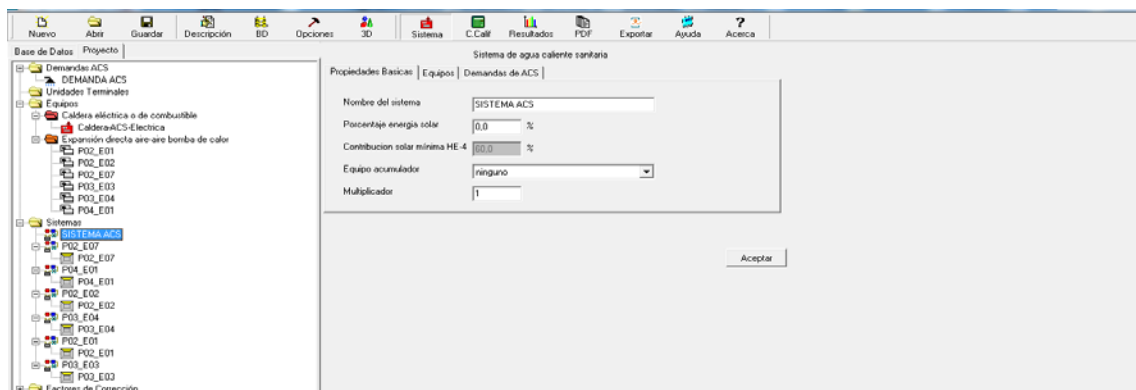 Nuevo Abrir Guardar Descripción BD Opciones 3D Sistema C.Calif Resultados PDF Exportar Ayuda Acerca
Base de Datos Proyecto
Demandas ACS
DEMANDA ACS
Unidades Terminales
Equipos
Caldera eléctrica o de combustible
Caldera-ACS-Electrica
Expansión directa aire-aire bomba de calor
P02_E01
P02_E02
P02_E07
P03_E03
P03_E04
P04_E01
Sistemas
SISTEMA ACS
P02_E07
P02_E07
P04_E01
P04_E01
P02_E02
P02_E02
P03_E04
P03_E04
P02_E01
P02_E01
P03_E03
P03_E03
Factores de Corrección
Sistema de agua caliente sanitaria
Propiedades Basicas Equipos Demandas de ACS
Nombre del sistema SISTEMA ACS
Porcentaje energia solar 0,0 %
Contribucion solar mínima HE-4 60.0 %
Equipo acumulador ninguno
Multiplicador 1
Aceptar